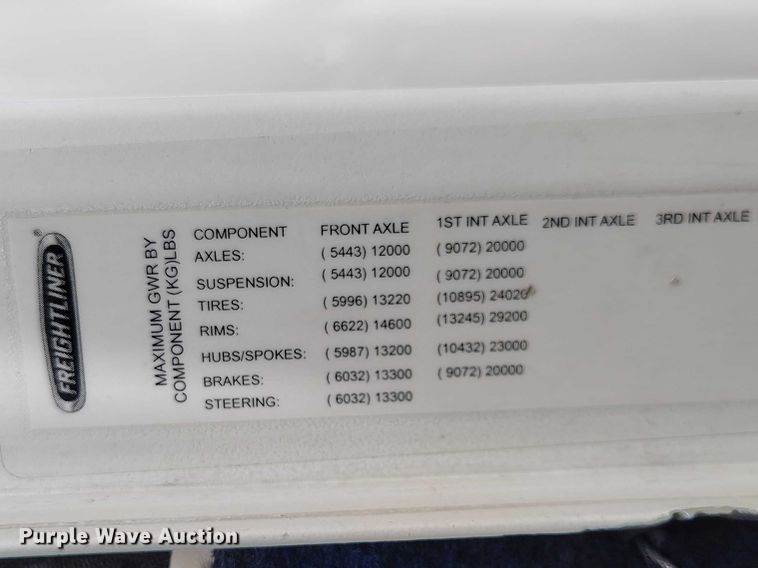 FREIGHTLINER
®
MAXIMUM GWR BY
COMPONENT (KG)LBS
COMPONENT FRONT AXLE 1ST INT AXLE 2ND INT AXLE 3RD INT AXLE
AXLES: ( 5443) 12000 ( 9072) 20000
SUSPENSION: ( 5443) 12000 ( 9072) 20000
TIRES: ( 5996) 13220 (10895) 24020
RIMS: ( 6622) 14600 (13245) 29200
HUBS/SPOKES: ( 5987) 13200 (10432) 23000
BRAKES: ( 6032) 13300 ( 9072) 20000
STEERING: ( 6032) 13300
Purple Wave Auction